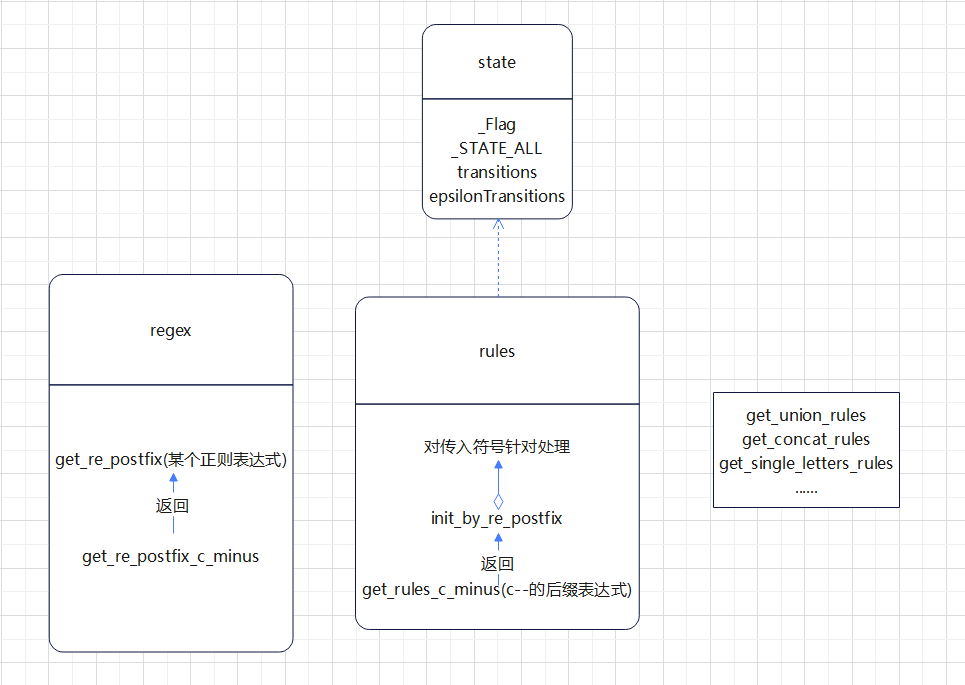 state
_Flag
_STATE_ALL
transitions
epsilonTransitions
regex
get_re_postfix(某个正则表达式)
返回
get_re_postfix_c_minus
rules
对传入符号针对处理
init_by_re_postfix
返回
get_rules_c_minus(c--的后缀表达式)
get_union_rules
get_concat_rules
get_single_letters_rules
......